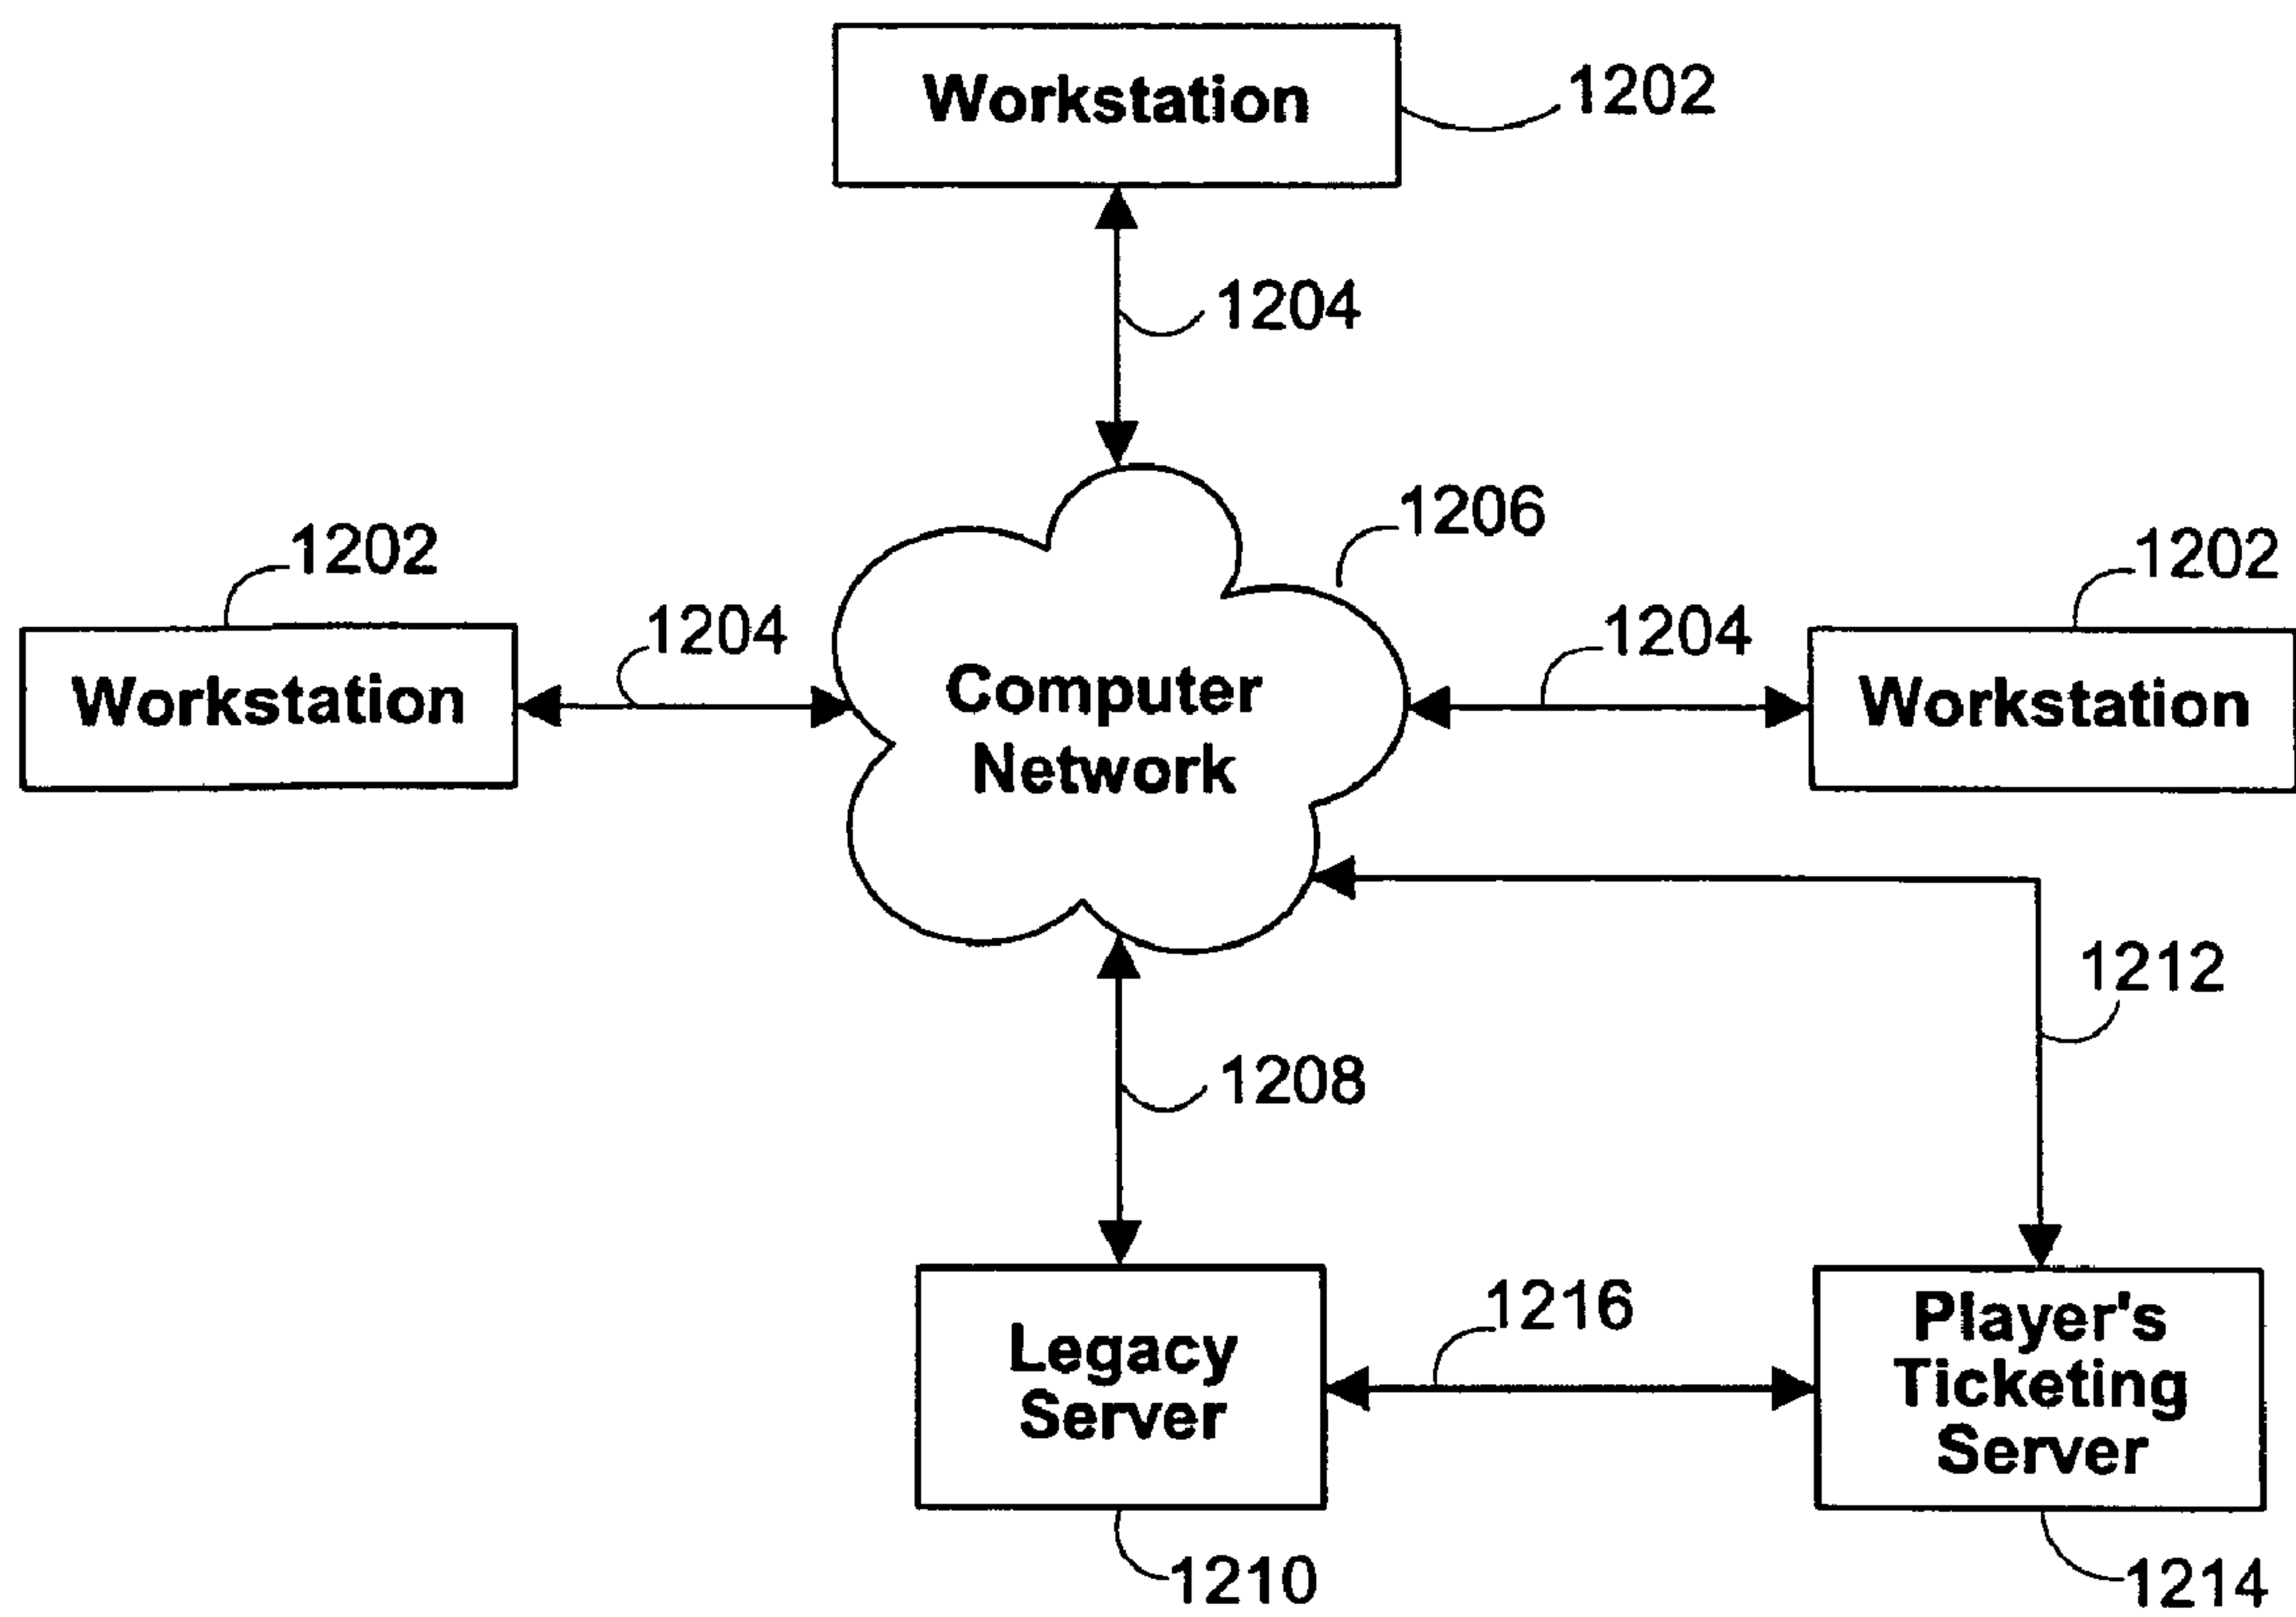 Workstation
1202
1204
1206
1202
1202
1204
1204
Workstation
Computer
Network
Workstation
1212
1208
1216
Legacy
Server
Player's
Ticketing
Server
1210
1214